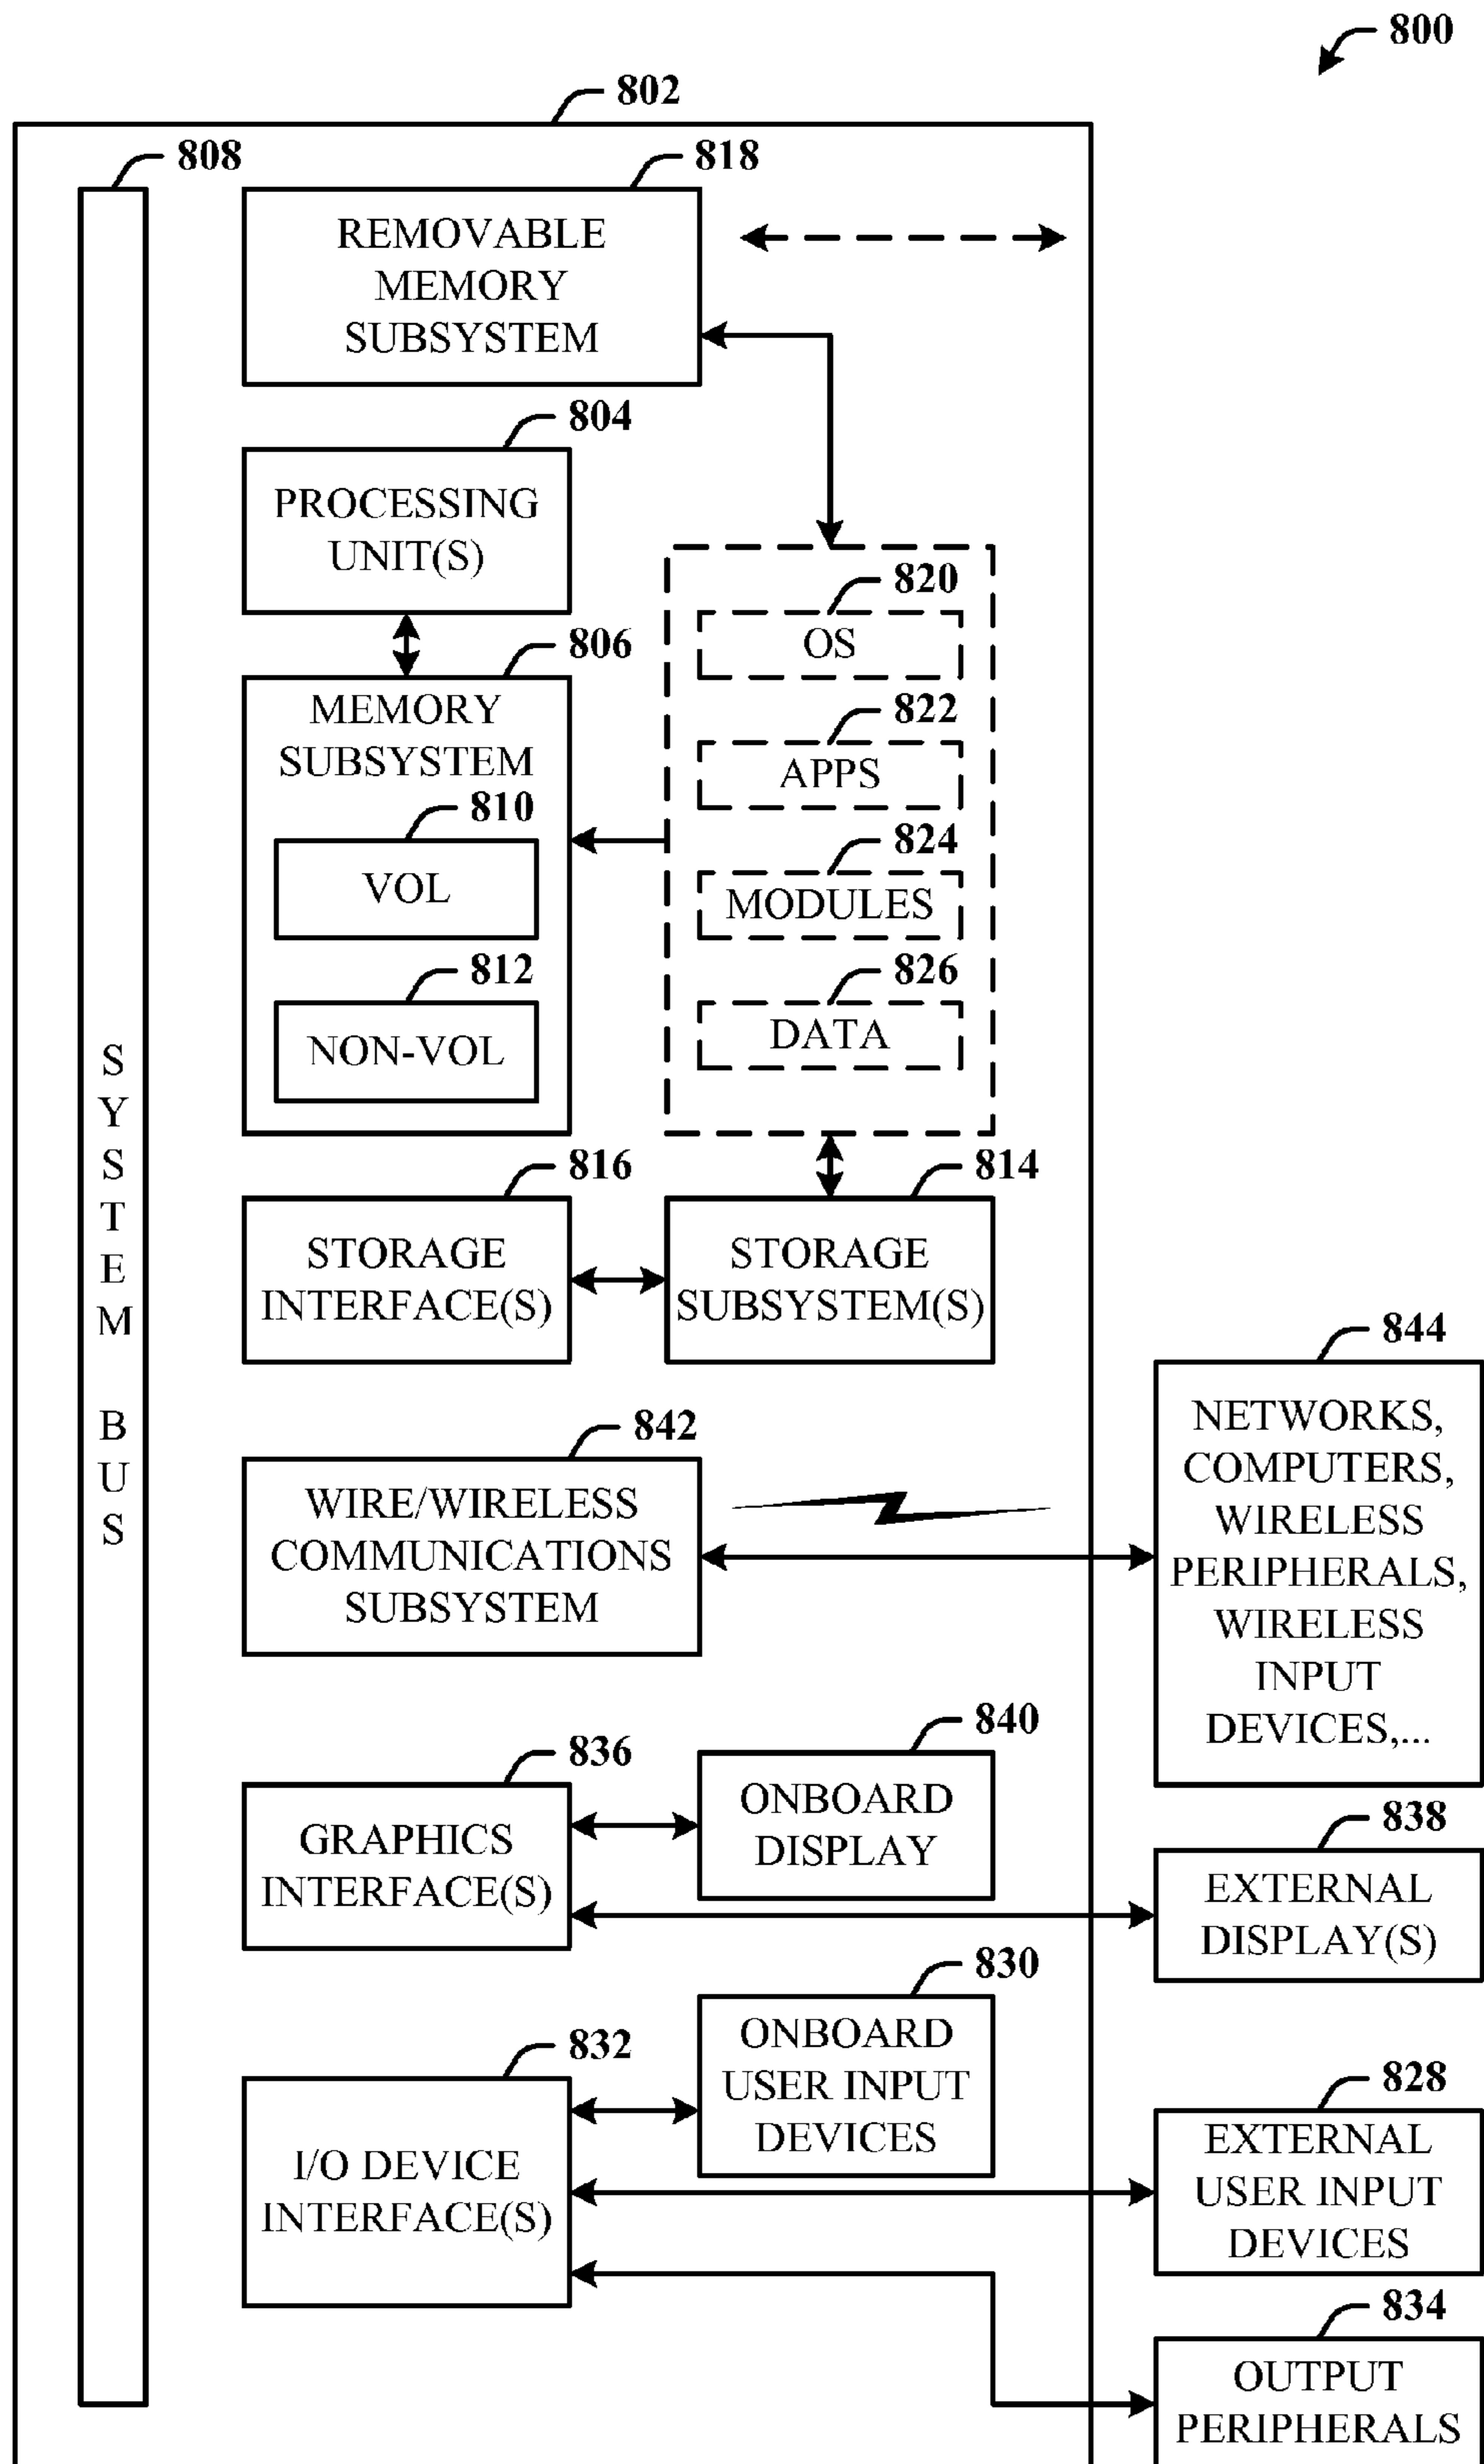 800
802
808
818
REMOVABLE
MEMORY
SUBSYSTEM
804
PROCESSING
UNIT(S)
806
MEMORY
SUBSYSTEM
810
VOL
812
NON-VOL
820
OS
822
APPS
824
MODULES
826
DATA
SYSTEM BUS
816
STORAGE
INTERFACE(S)
814
STORAGE
SUBSYSTEM(S)
842
WIRE/WIRELESS
COMMUNICATIONS
SUBSYSTEM
844
NETWORKS,
COMPUTERS,
WIRELESS
PERIPHERALS,
WIRELESS
INPUT
DEVICES,...
836
GRAPHICS
INTERFACE(S)
840
ONBOARD
DISPLAY
838
EXTERNAL
DISPLAY(S)
832
I/O DEVICE
INTERFACE(S)
830
ONBOARD
USER INPUT
DEVICES
828
EXTERNAL
USER INPUT
DEVICES
834
OUTPUT
PERIPHERALS